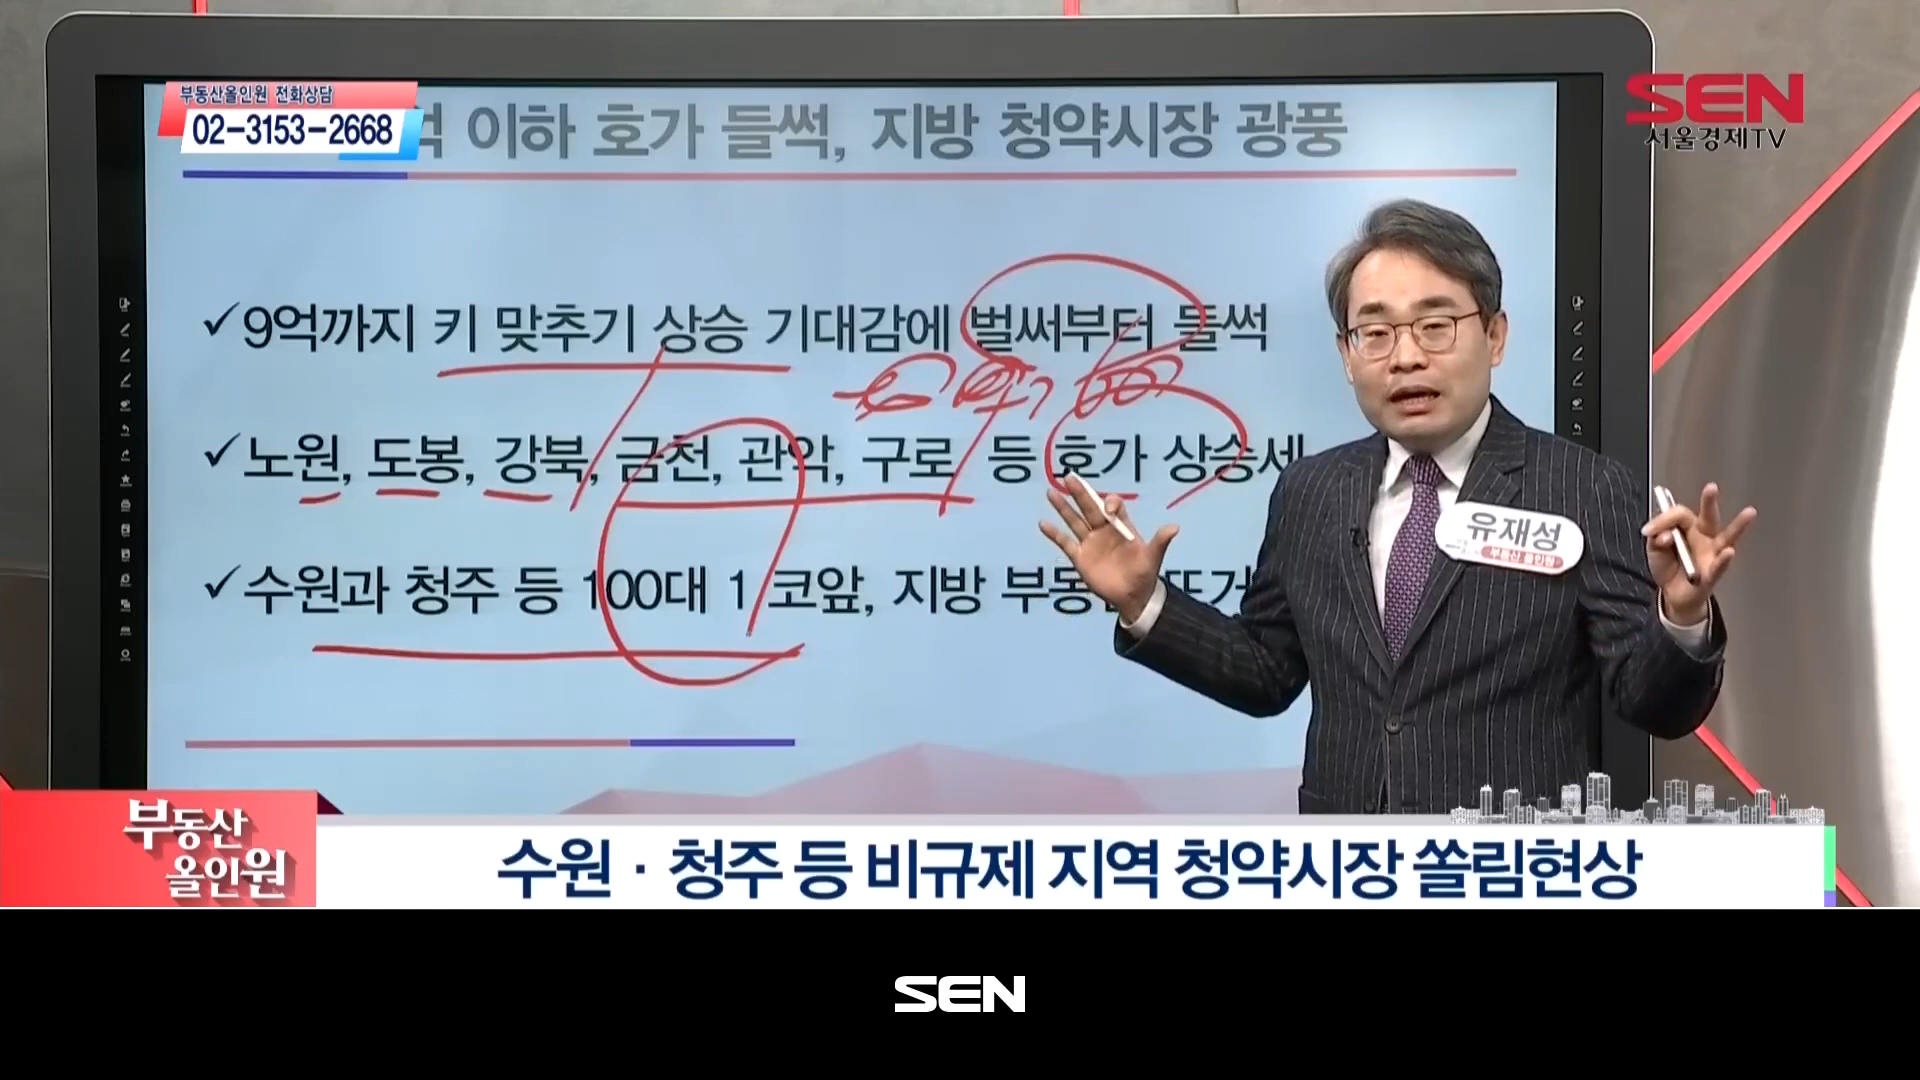 부동산올인원 전화상담
02-3153-2668
이하 호가 들썩, 지방 청약시장 광풍
SEN
서울경제TV
✓9억까지 키 맞추기 상승 기대감에 벌써부터 들썩
✓노원, 도봉, 강북, 금천, 관악, 구로 등 호가 상승세
✓수원과 청주 등 100대 1 코앞, 지방
유재성
부동산 올인원
부동산
올인원
수원·청주 등 비규제 지역 청약시장 쏠림현상
SEN